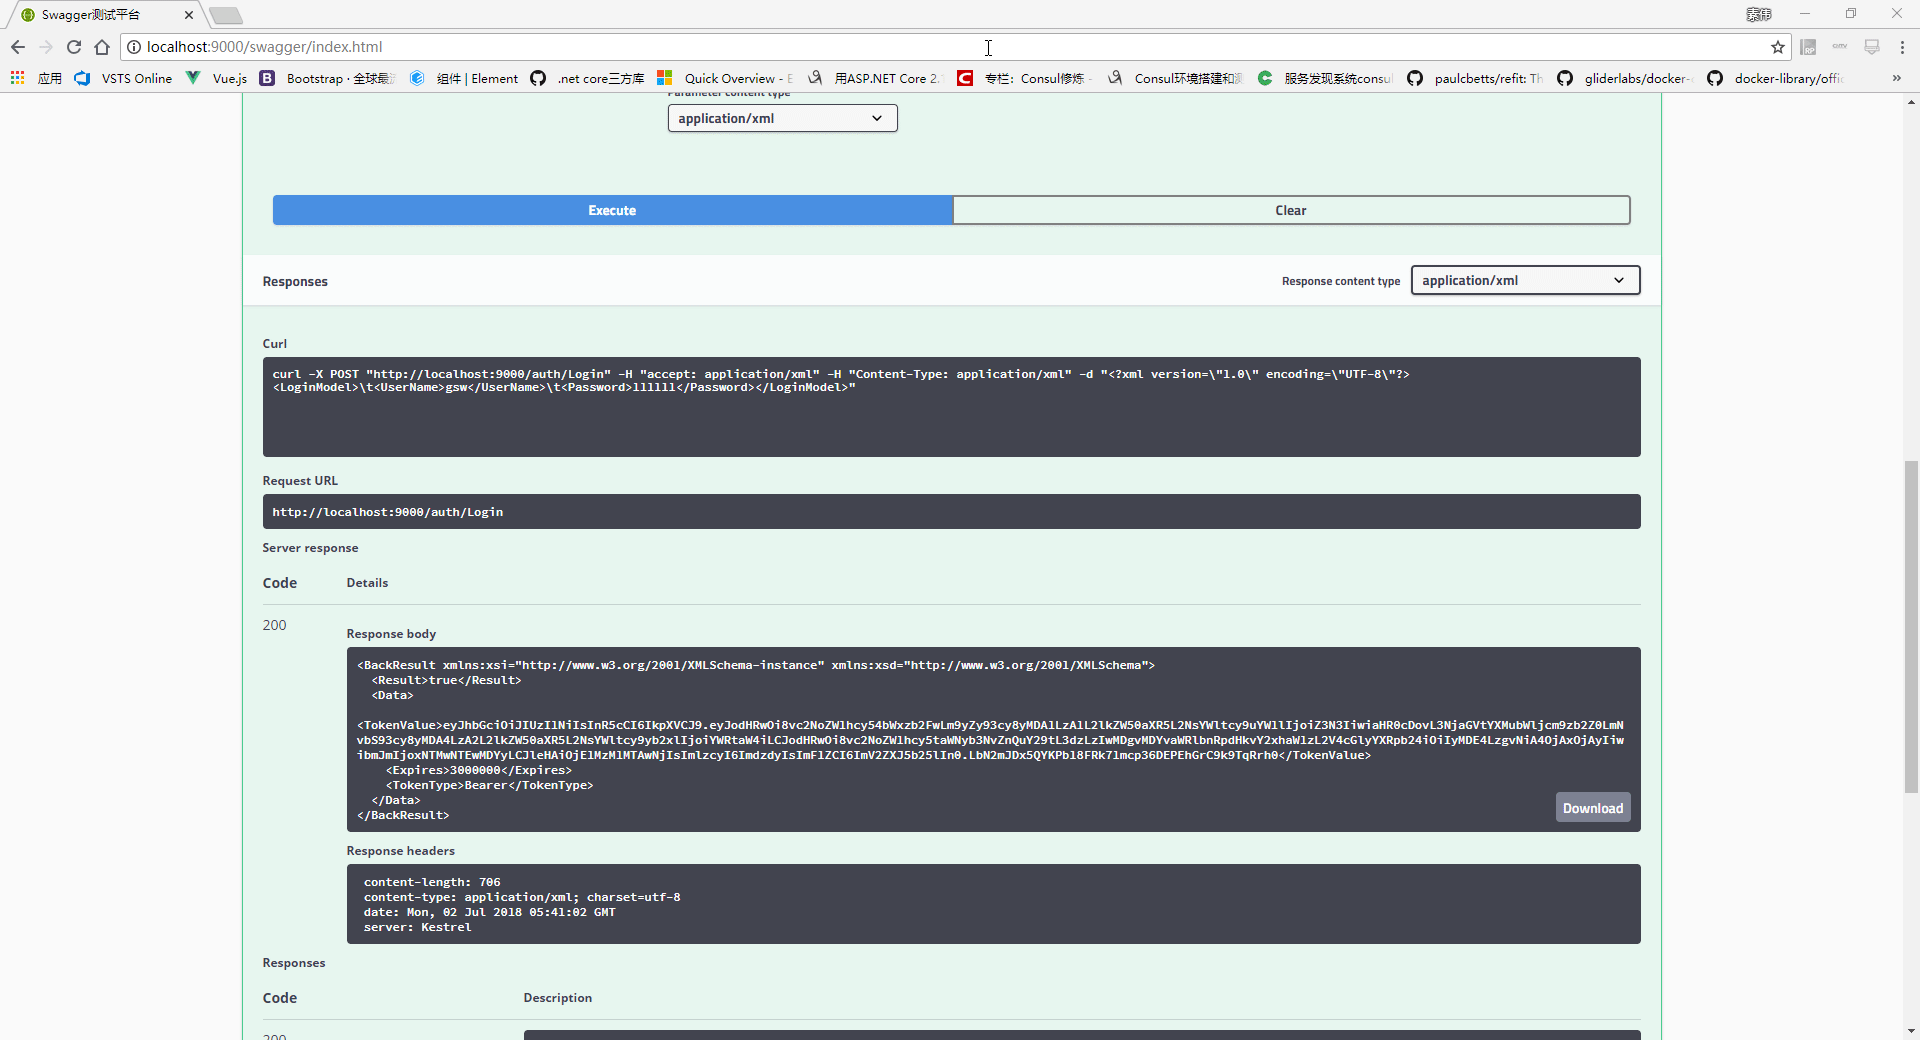 Swagger测试平台
素伟
localhost:9000/swagger/index.html
应用 VSTS Online Vue.js Bootstrap · 全球最 组件 | Element .net core三方库 Quick Overview - E 用ASP.NET Core 2. 专栏：Consul修炼 Consul环境搭建和 服务发现系统consul paulcbetts/refit: Th gliderlabs/docker- docker-library/offi
Parameter content type
application/xml
Execute Clear
Responses Response content type application/xml
Curl
curl -X POST "http://localhost:9000/auth/Login" -H "accept: application/xml" -H "Content-Type: application/xml" -d "<?xml version=\"1.0\" encoding=\"UTF-8\"?>
<LoginModel>\t<UserName>gsw</UserName>\t<Password>111111</Password></LoginModel>"
Request URL
http://localhost:9000/auth/Login
Server response
Code Details
200
Response body
<BackResult xmlns:xsi="http://www.w3.org/2001/XMLSchema-instance" xmlns:xsd="http://www.w3.org/2001/XMLSchema">
<Result>true</Result>
<Data>
<Expires>3000000</Expires>
<TokenType>Bearer</TokenType>
</Data>
</BackResult>
Download
Response headers
content-length: 706
content-type: application/xml; charset=utf-8
date: Mon, 02 Jul 2018 05:41:02 GMT
server: Kestrel
Responses
Code Description
200